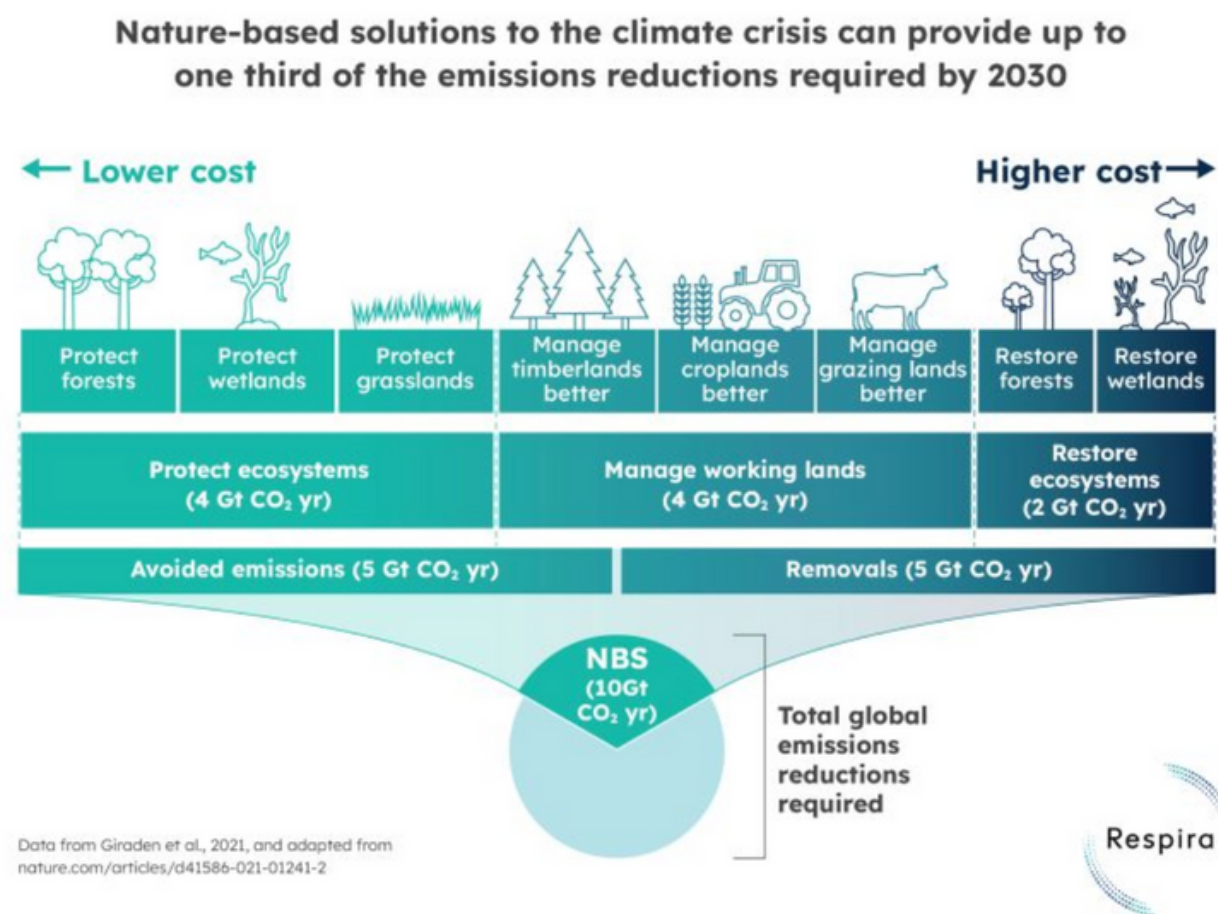 Nature-based solutions to the climate crisis can provide up to
one third of the emissions reductions required by 2030
← Lower cost
Higher cost→
Protect
forests
Protect
wetlands
Protect
grasslands
Manage
timberlands
better
Manage
croplands
better
Manage
grazing lands
better
Restore
forests
Restore
wetlands
Protect ecosystems
(4 Gt CO₂ yr)
Manage working lands
(4 Gt CO₂ yr)
Restore
ecosystems
(2 Gt CO₂ yr)
Avoided emissions (5 Gt CO₂ yr)
Removals (5 Gt CO₂ yr)
NBS
(10Gt
CO₂ yr)
Total global
emissions
reductions
required
Data from Giraden et al., 2021, and adapted from
nature.com/articles/d41586-021-01241-2
Respira